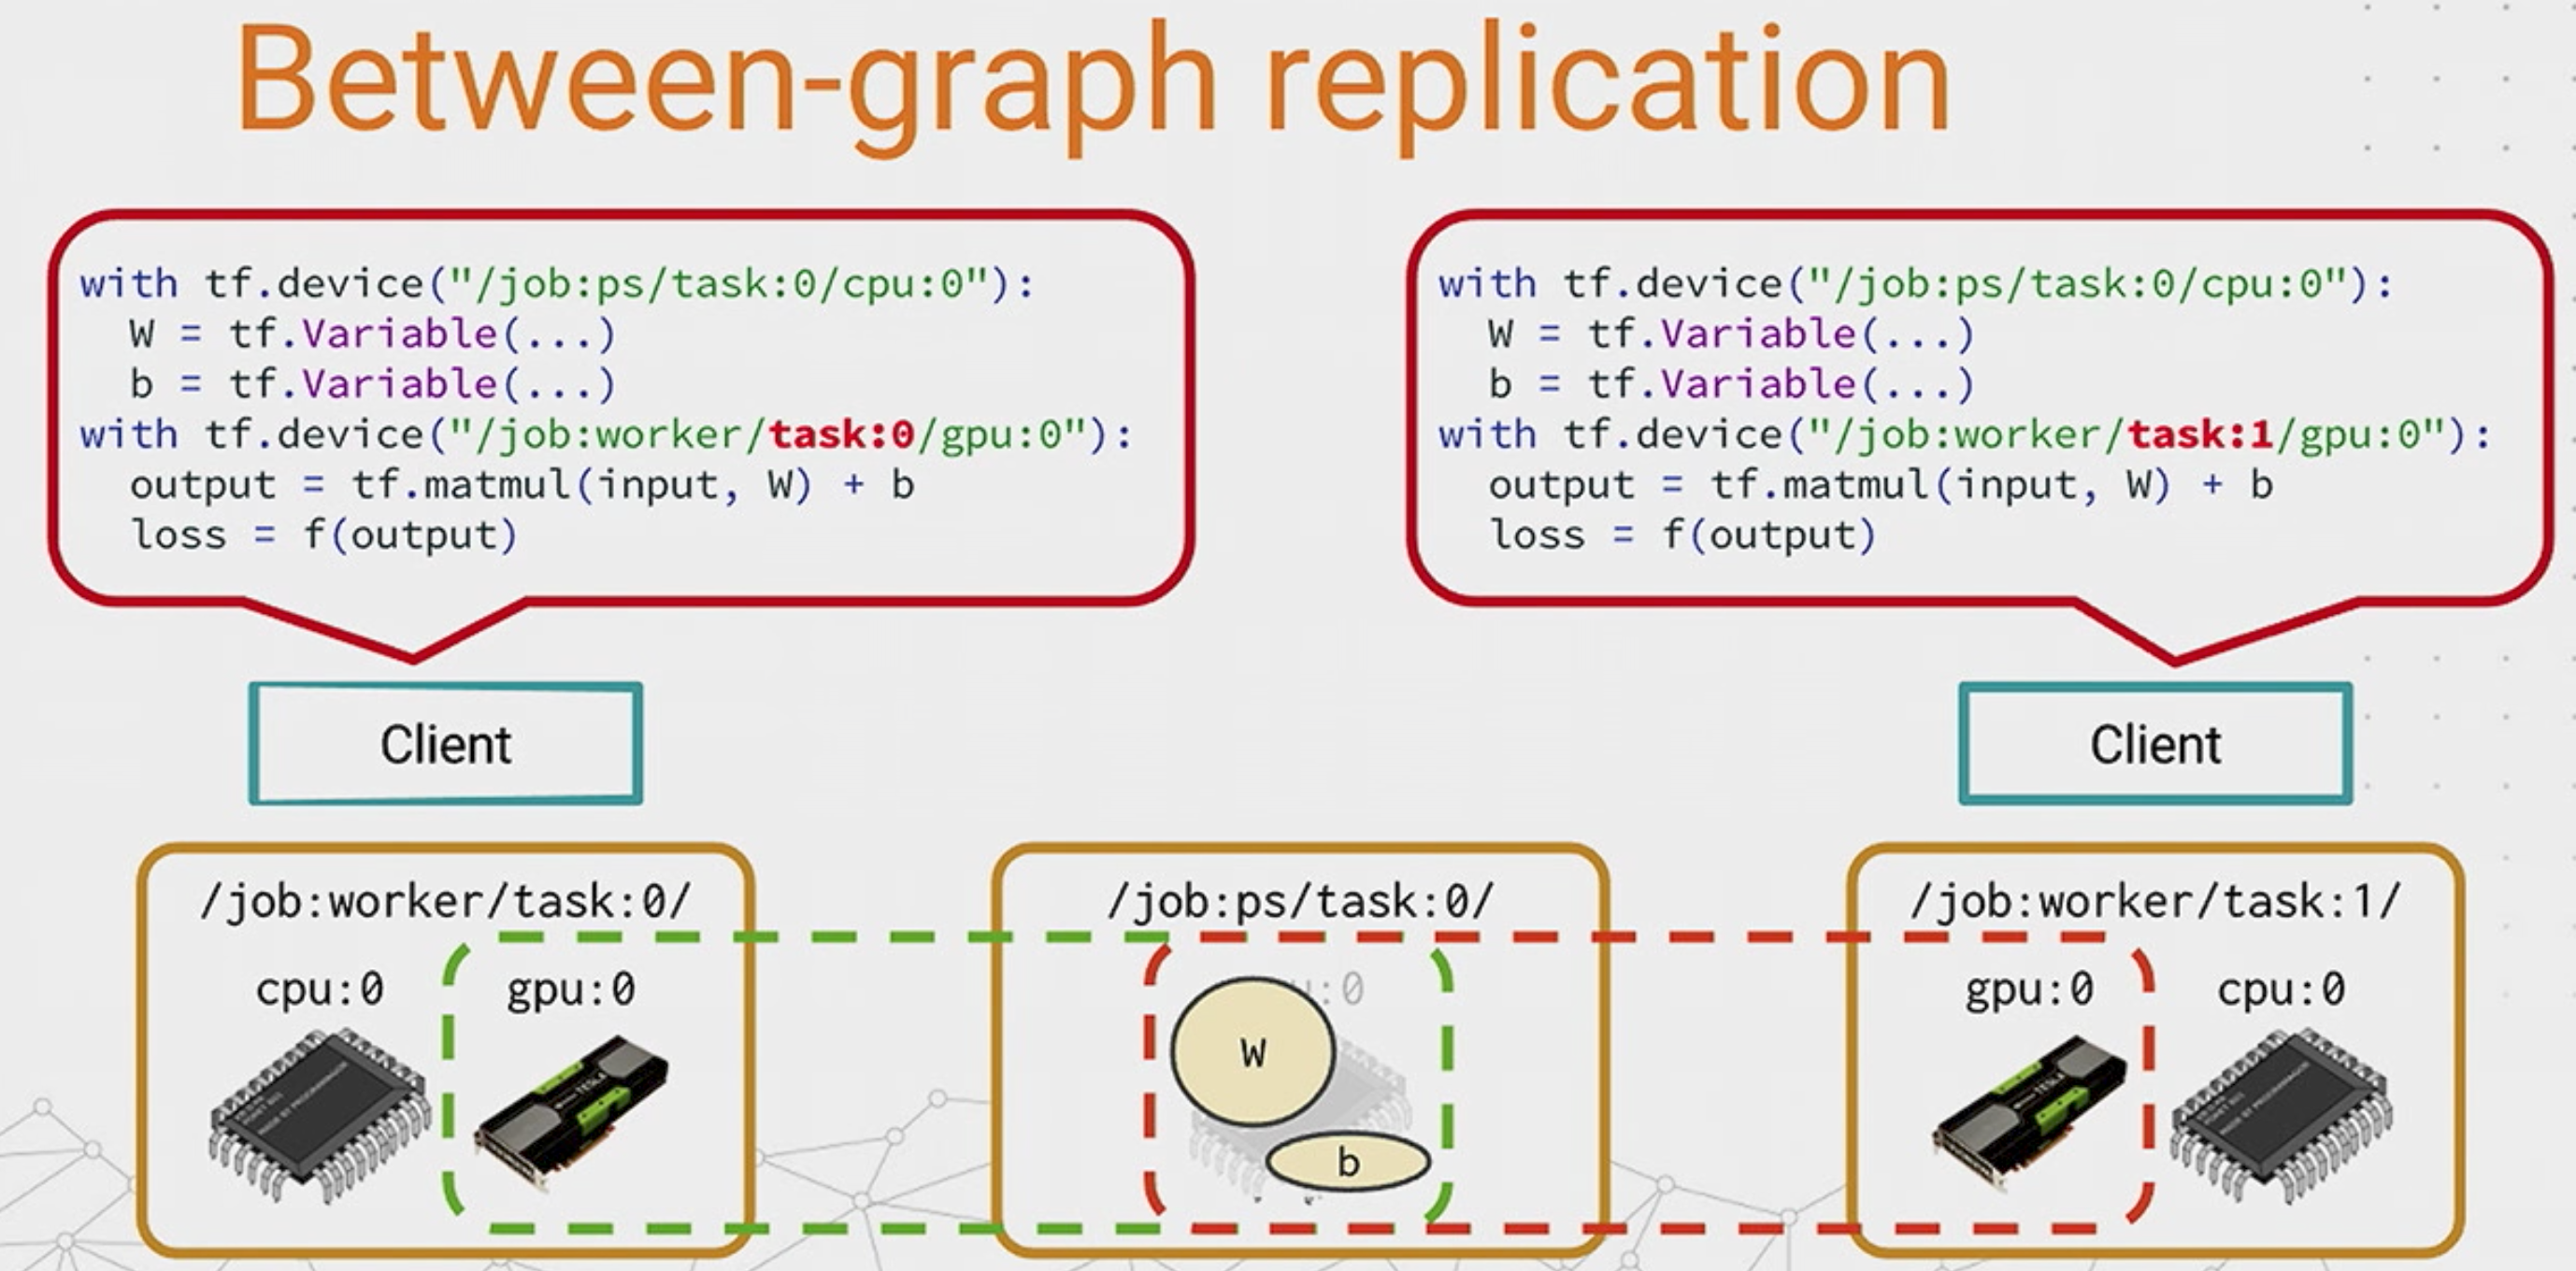 Between-graph replication
with tf.device("/job:ps/task:0/cpu:0"):
W = tf.Variable(...)
b = tf.Variable(...)
with tf.device("/job:worker/task:0/gpu:0"):
output = tf.matmul(input, W) + b
loss = f(output)
with tf.device("/job:ps/task:0/cpu:0"):
W = tf.Variable(...)
b = tf.Variable(...)
with tf.device("/job:worker/task:1/gpu:0"):
output = tf.matmul(input, W) + b
loss = f(output)
Client
Client
/job:worker/task:0/
cpu:0
gpu:0
/job:ps/task:0/
W
b
/job:worker/task:1/
gpu:0
cpu:0